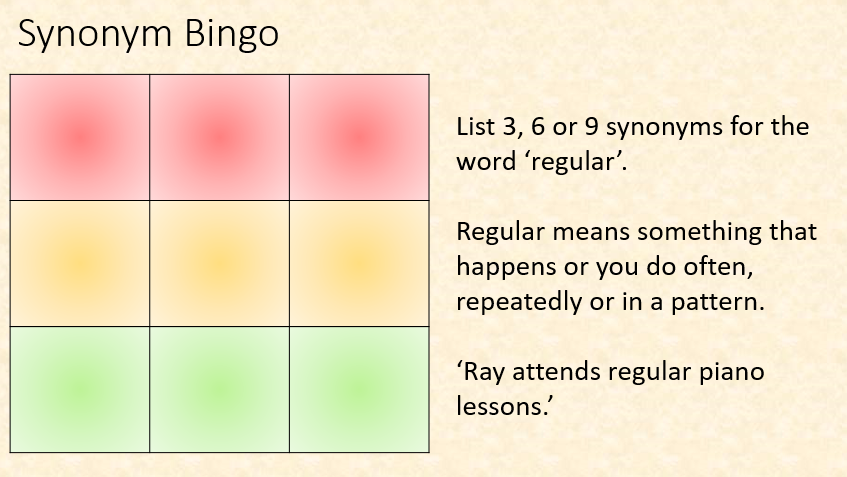 Synonym Bingo
List 3, 6 or 9 synonyms for the
word ‘regular’.
Regular means something that
happens or you do often,
repeatedly or in a pattern.
‘Ray attends regular piano
lessons.’